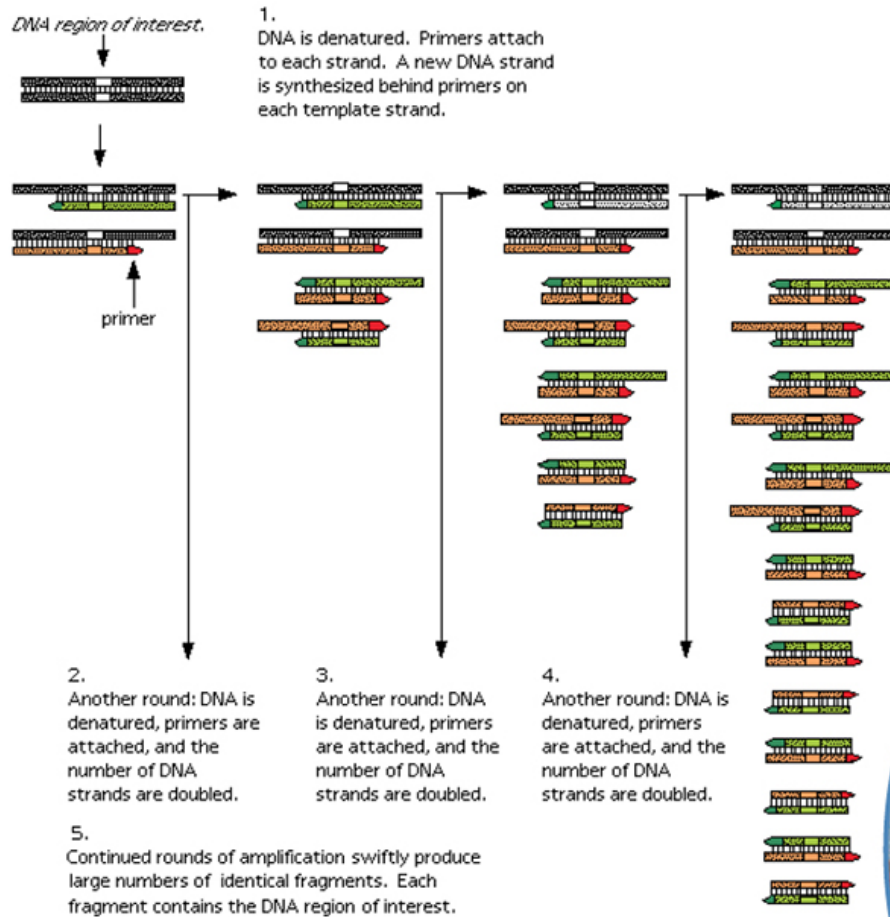 DNA region of interest.
1.
DNA is denatured. Primers attach
to each strand. A new DNA strand
is synthesized behind primers on
each template strand.
primer
2.
Another round: DNA is
denatured, primers are
attached, and the
number of DNA
strands are doubled.
3.
Another round: DNA
is denatured, primers
are attached, and the
number of DNA
strands are doubled.
4.
Another round: DNA is
denatured, primers
are attached, and the
number of DNA
strands are doubled.
5.
Continued rounds of amplification swiftly produce
large numbers of identical fragments. Each
fragment contains the DNA region of interest.